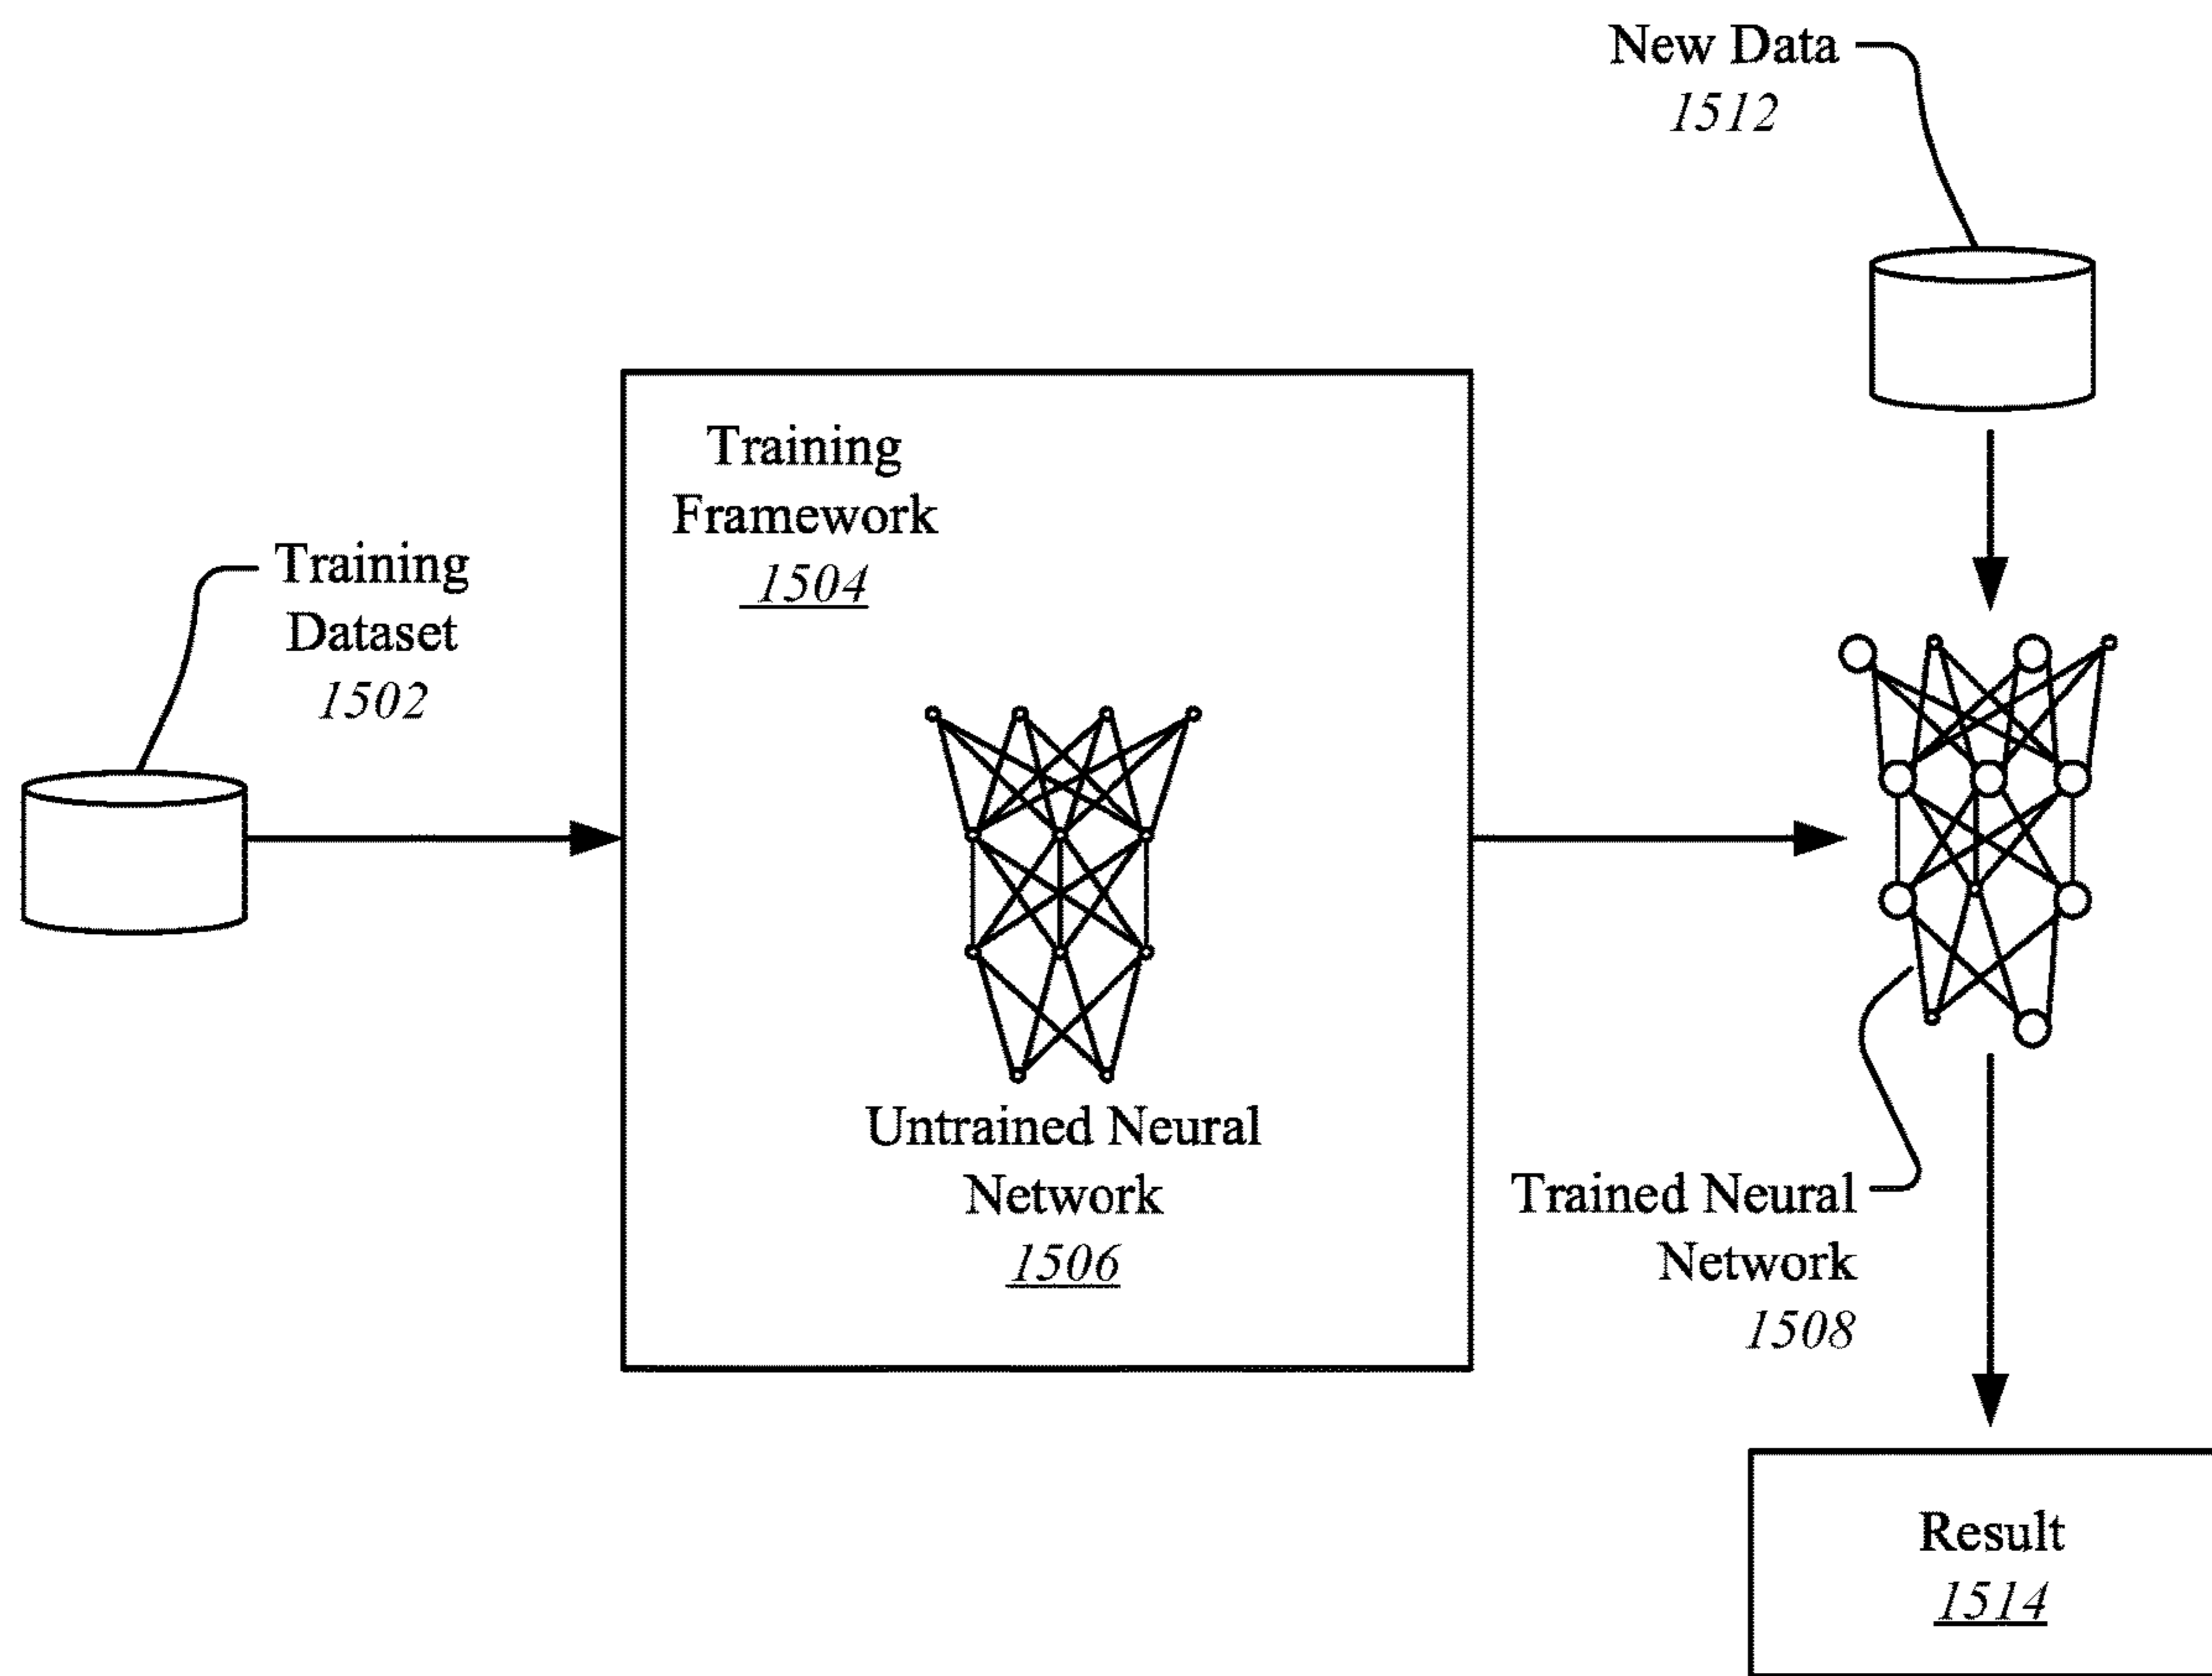 New Data
1512
Training
Framework
1504
Training
Dataset
1502
Untrained Neural
Network
1506
Trained Neural
Network
1508
Result
1514